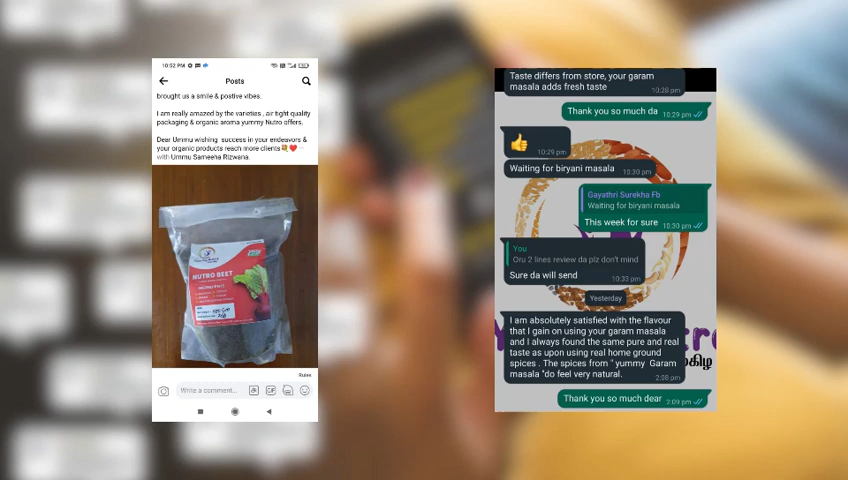 10:52 PM
Posts
brought us a smile & postive vibes.
I am really amazed by the varieties , air tight quality
packaging & organic aroma yummy Nutro offers.
Dear Ummu wishing success in your endeavors &
your organic products reach more clients💐❤️
with Ummu Sameeha Rizwana.
NUTRO BEET
Rules
Write a comment...
GIF
Taste differs from store, your garam
masala adds fresh taste
10:28 pm
Thank you so much da 10:29 pm
👍
10:29 pm
Waiting for biryani masala 10:30 pm
Gayathri Surekha Fb
Waiting for biryani masala
This week for sure 10:30 pm
You
Oru 2 lines review da plz don't mind
Sure da will send 10:33 pm
Yesterday
I am absolutely satisfied with the flavour
that I gain on using your garam masala
and I always found the same pure and real
taste as upon using real home ground
spices . The spices from " yummy Garam
masala "do feel very natural.
2:08 pm
Thank you so much dear 2:09 pm